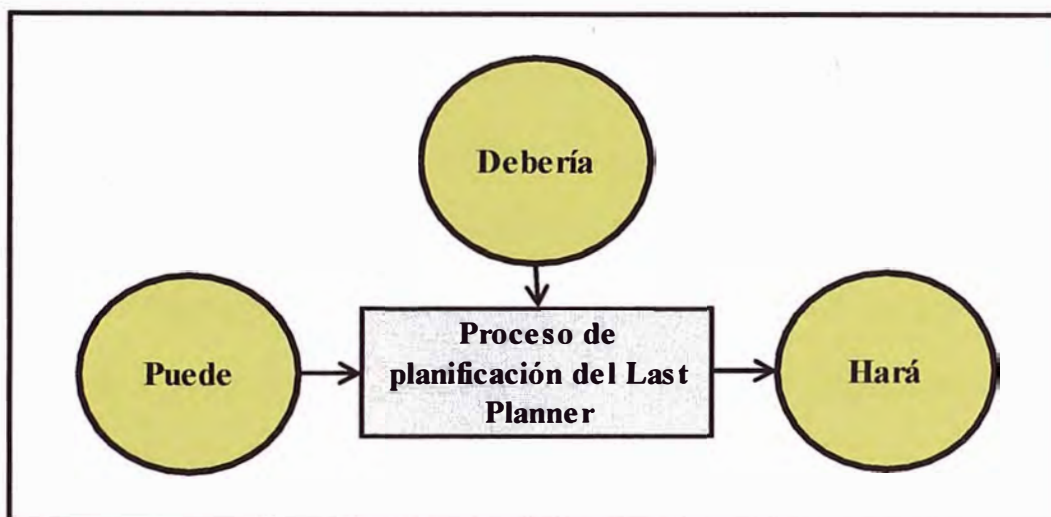 Debería
Puede
Proceso de
planificación del Last
Planner
Hará